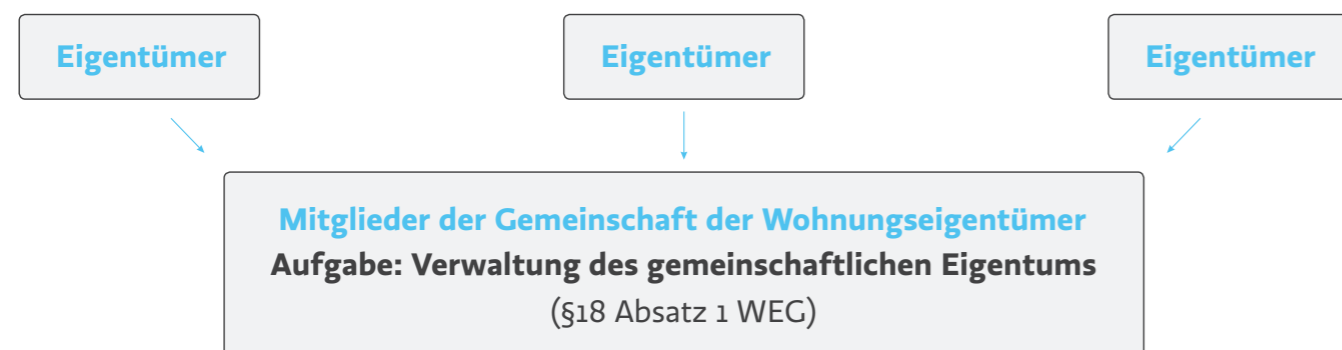 Eigentümer
Eigentümer
Eigentümer
Mitglieder der Gemeinschaft der Wohnungseigentümer
Aufgabe: Verwaltung des gemeinschaftlichen Eigentums
(§18 Absatz 1 WEG)